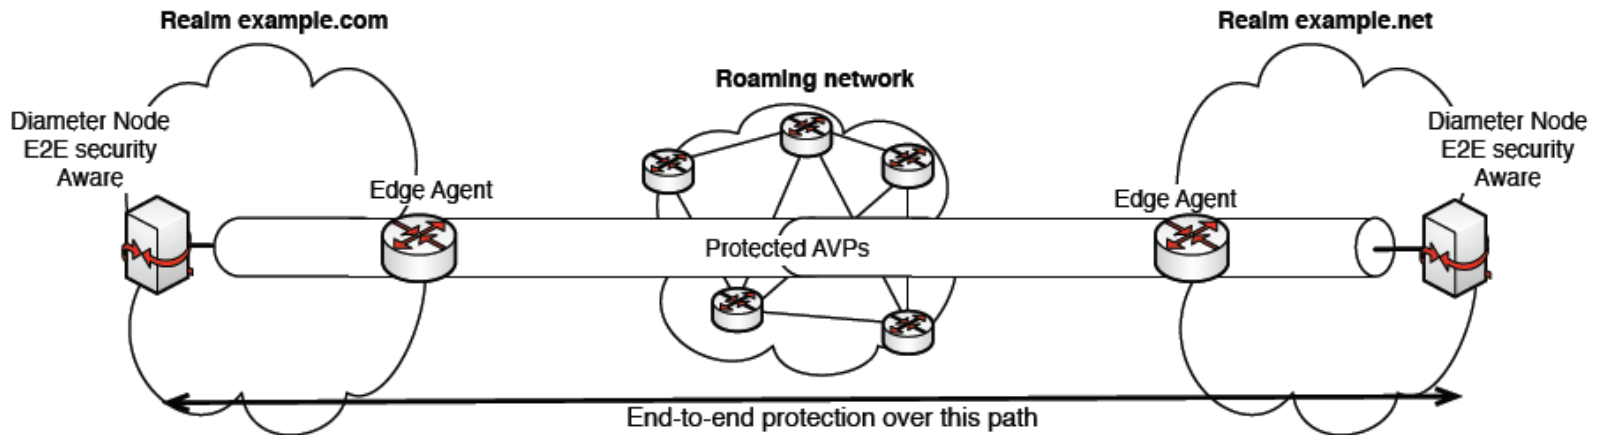 Realm example.com
Realm example.net
Roaming network
Diameter Node
E2E security
Aware
Diameter Node
E2E security
Aware
Edge Agent
Edge Agent
Protected AVPs
End-to-end protection over this path